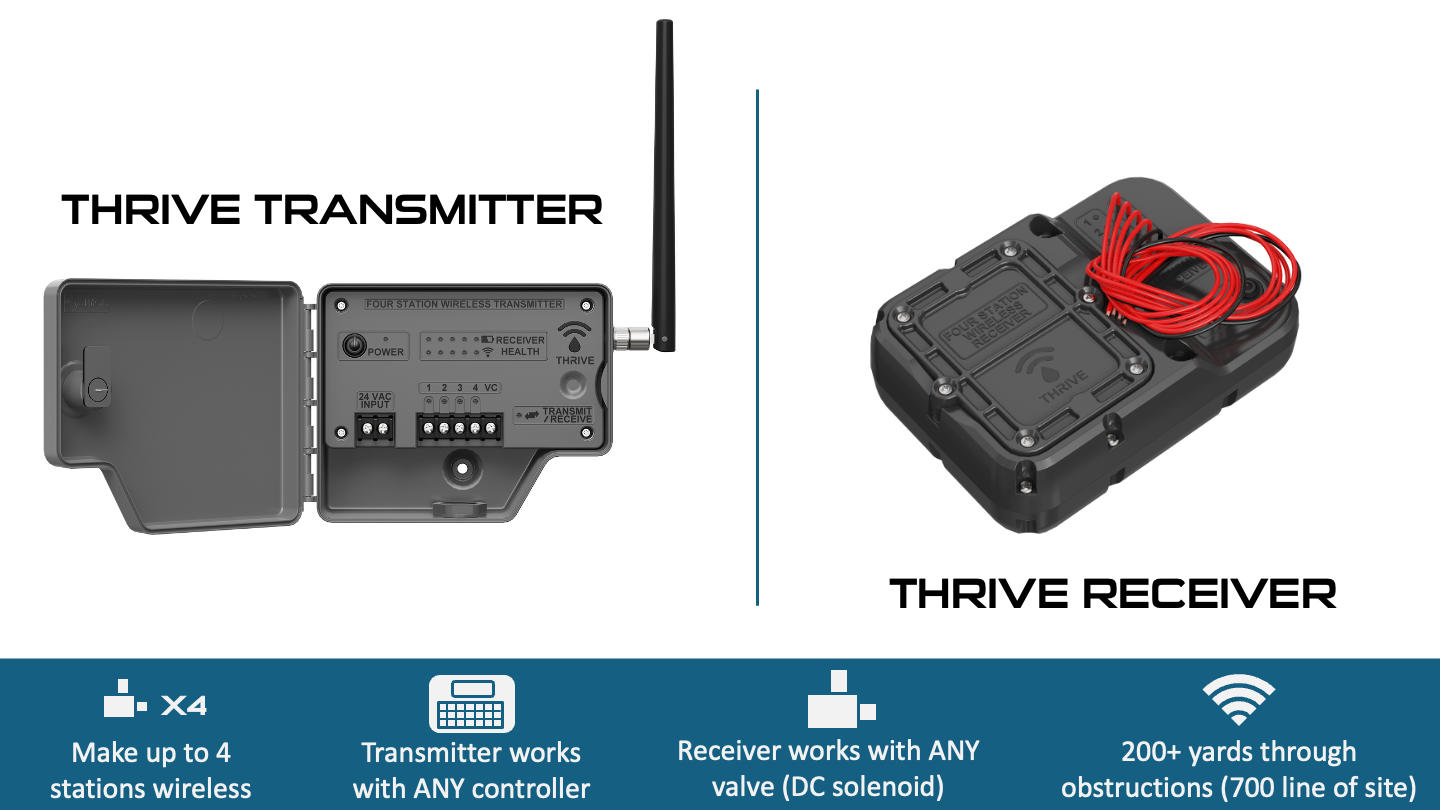 THRIVE TRANSMITTER
FOUR STATION WIRELESS TRANSMITTER
POWER
RECEIVER
HEALTH
THRIVE
24 VAC
INPUT
1 2 3 4 VC
TRANSMIT
/RECEIVE
1
2
FOUR STATION
WIRELESS
RECEIVER
THRIVE
THRIVE RECEIVER
X4
Make up to 4
stations wireless
Transmitter works
with ANY controller
Receiver works with ANY
valve (DC solenoid)
200+ yards through
obstructions (700 line of site)